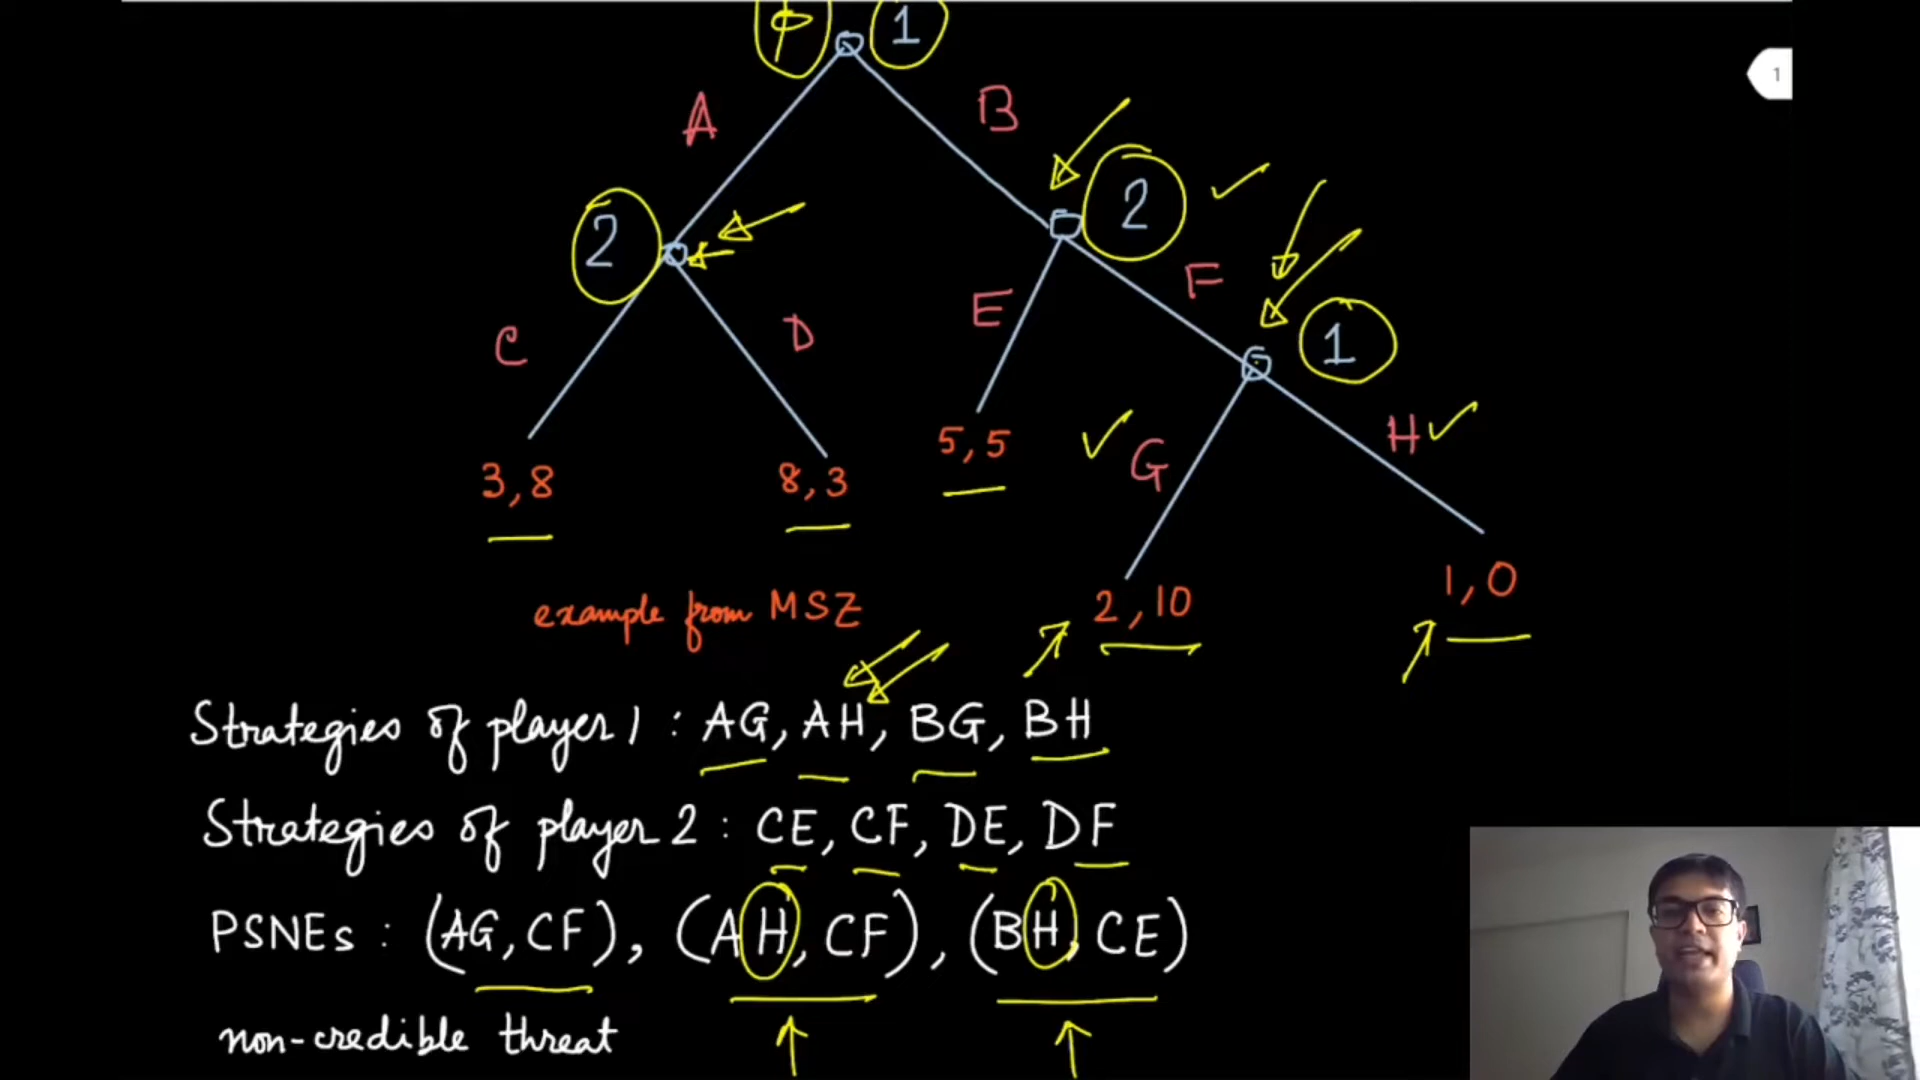 φ 1
A B
2 2
C D E F 1
3,8 8,3 5,5 G H
2,10 1,0
example from MSZ
Strategies of player 1 : AG, AH, BG, BH
Strategies of player 2 : CE, CF, DE, DF
PSNEs : (AG, CF), (AH, CF), (BH, CE)
non-credible threat
1